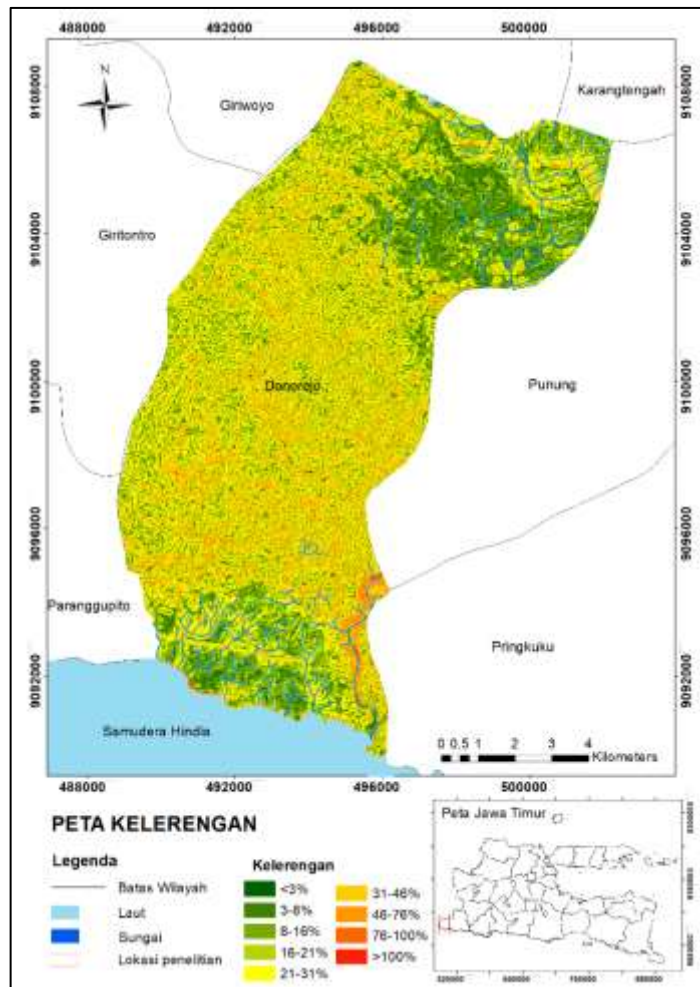 488000 492000 496000 500000
N
Giriwoyo
Karangtengah
Giritontro
Donorojo
Punung
Paranggupito
Pringkuku
Samudera Hindia
9108000
9104000
9100000
9096000
9092000
9108000
9104000
9100000
9096000
9092000
0 0.5 1 2 3 4
Kilometers
488000 492000 496000 500000
PETA KELERENGAN
Legenda
Batas Wilayah
Laut
Sungai
Lokasi penelitian
Kelerengan
<3%
3-8%
8-16%
16-21%
21-31%
31-46%
46-76%
76-100%
>100%
Peta Jawa Timur